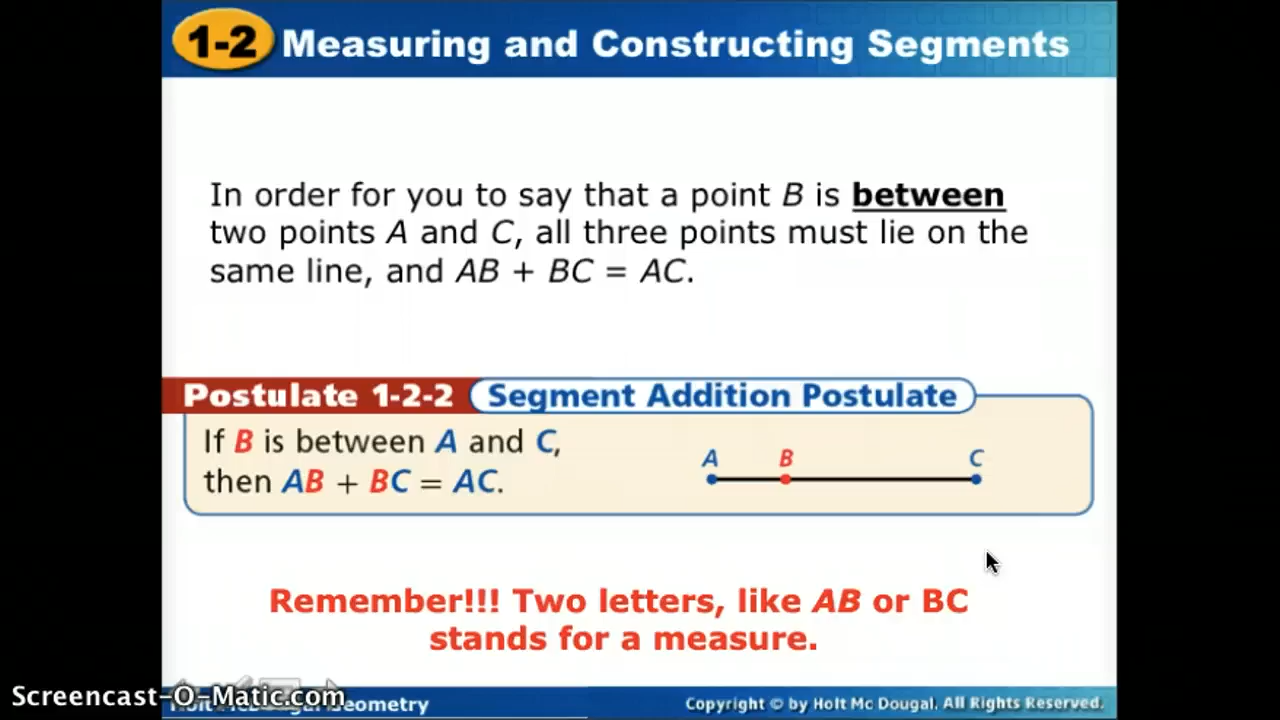 1-2 Measuring and Constructing Segments
In order for you to say that a point B is between
two points A and C, all three points must lie on the
same line, and AB + BC = AC.
Postulate 1-2-2 Segment Addition Postulate
If B is between A and C,
then AB + BC = AC.
A B C
Remember!!! Two letters, like AB or BC
stands for a measure.
Screencast-O-Matic.com
Holt McDougal Geometry
Copyright © by Holt Mc Dougal. All Rights Reserved.